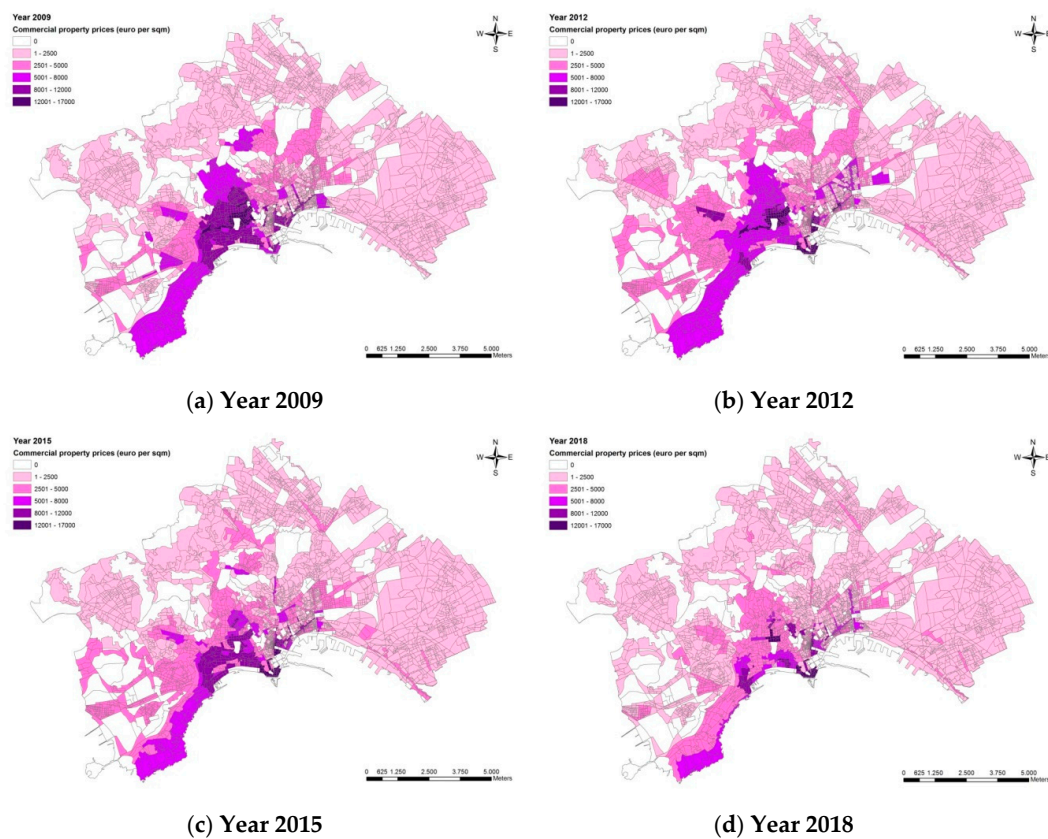 Year 2009
Commercial property prices (euro per sqm)
0
1 - 2500
2501 - 5000
5001 - 8000
8001 - 12000
12001 - 17000
N
W E
S
0 625 1.250 2.500 3.750 5.000
Meters
(a) Year 2009
Year 2012
Commercial property prices (euro per sqm)
0
1 - 2500
2501 - 5000
5001 - 8000
8001 - 12000
12001 - 17000
N
W E
S
0 625 1.250 2.500 3.750 5.000
Meters
(b) Year 2012
Year 2015
Commercial property prices (euro per sqm)
0
1 - 2500
2501 - 5000
5001 - 8000
8001 - 12000
12001 - 17000
N
W E
S
0 625 1.250 2.500 3.750 5.000
Meters
(c) Year 2015
Year 2018
Commercial property prices (euro per sqm)
0
1 - 2500
2501 - 5000
5001 - 8000
8001 - 12000
12001 - 17000
N
W E
S
0 625 1.250 2.500 3.750 5.000
Meters
(d) Year 2018